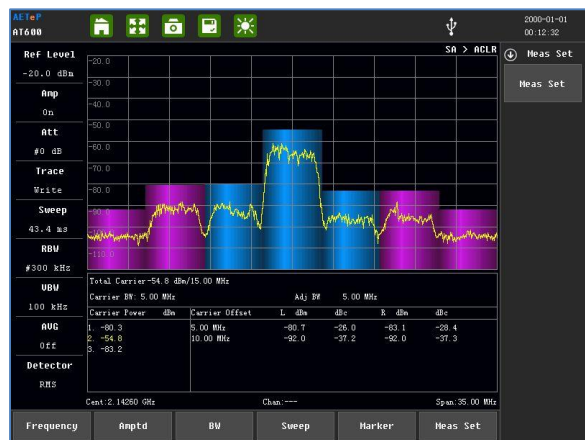 AETeP
AT600
2000-01-01
00:12:32
Ref Level
-20.0 dBm
Amp
On
Att
#0 dB
Trace
Write
Sweep
43.4 ms
RBW
#300 kHz
VBW
100 kHz
AVG
Off
Detector
RMS
SA > ACLR
-20.0
-30.0
-40.0
-50.0
-60.0
-70.0
-80.0
-90.0
-110.0
Total Carrier-54.8 dBm/15.00 MHz
Carrier BW: 5.00 MHz Adj BW 5.00 MHz
Carrier Power dBm Carrier Offset L dBm dBc R dBm dBc
1. -80.3 5.00 MHz -80.7 -26.0 -83.1 -28.4
2. -54.8 10.00 MHz -92.0 -37.2 -92.0 -37.3
3. -83.2
Cent:2.14260 GHz Chan:--- Span:35.00 MHz
Meas Set
Meas Set
Frequency Amptd BW Sweep Marker Meas Set